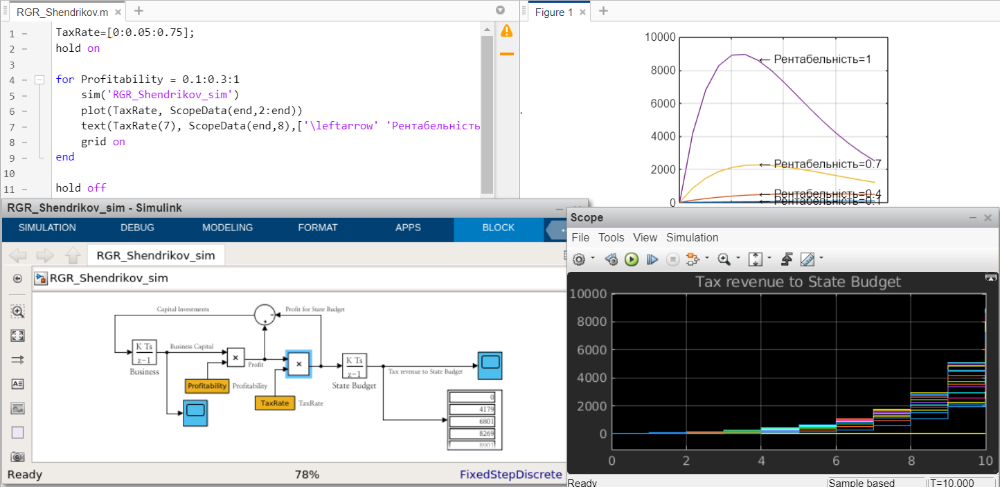 RGR_Shendrikov.m × +
1 – TaxRate=[0:0.05:0.75];
2 – hold on
3
4 – for Profitability = 0.1:0.3:1
5 – sim('RGR_Shendrikov_sim')
6 – plot(TaxRate, ScopeData(end,2:end))
7 – text(TaxRate(7), ScopeData(end,8),['\leftarrow' 'Рентабельність
8 – grid on
9 – end
10
11 – hold off
Figure 1 × +
10000
8000
6000
4000
2000
0
← Рентабельність=1
← Рентабельність=0.7
← Рентабельність=0.4
← Рентабельність=0.1
RGR_Shendrikov_sim - Simulink
SIMULATION DEBUG MODELING FORMAT APPS BLOCK
RGR_Shendrikov_sim
RGR_Shendrikov_sim
Capital Investments
Profit for State Budget
K Ts
z−1
Business
Business Capital
×
Profit
×
K Ts
z−1
State Budget
Tax revenue to State Budget
Profitability Profitability
TaxRate TaxRate
0
4179
6801
8269
8901
Ready 78% FixedStepDiscrete
Scope
File Tools View Simulation
Tax revenue to State Budget
10000
8000
6000
4000
2000
0
0 2 4 6 8 10
Ready Sample based T=10.000